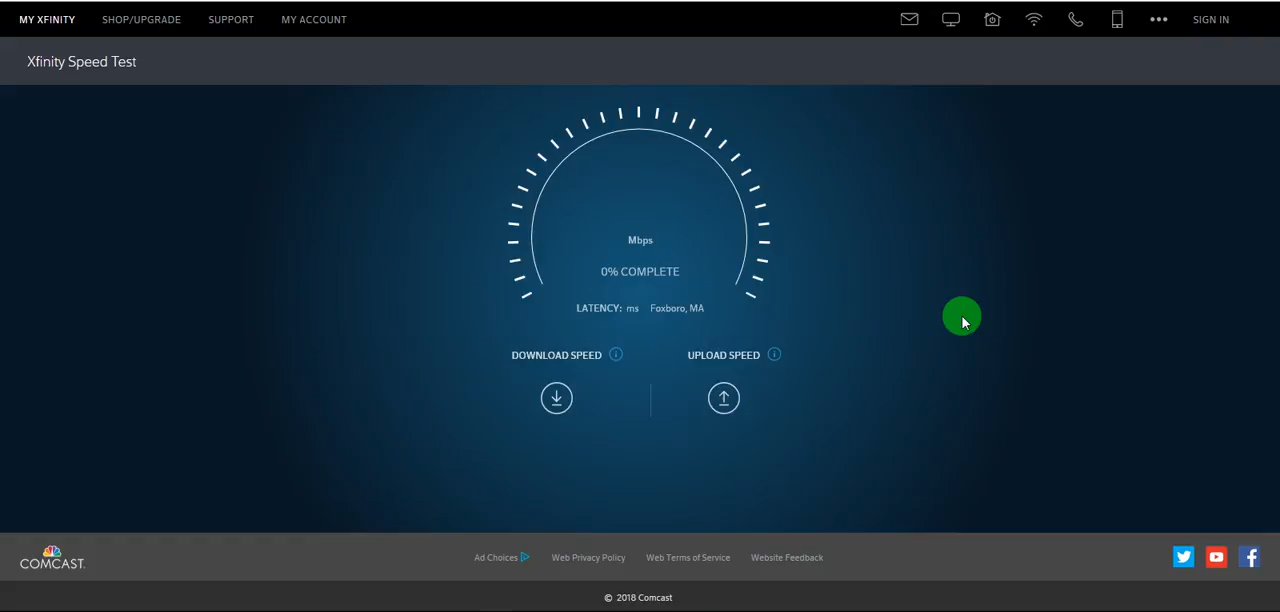 MY XFINITY SHOP/UPGRADE SUPPORT MY ACCOUNT SIGN IN
Xfinity Speed Test
Mbps
0% COMPLETE
LATENCY: ms Foxboro, MA
DOWNLOAD SPEED UPLOAD SPEED
COMCAST. Ad Choices Web Privacy Policy Web Terms of Service Website Feedback
© 2018 Comcast